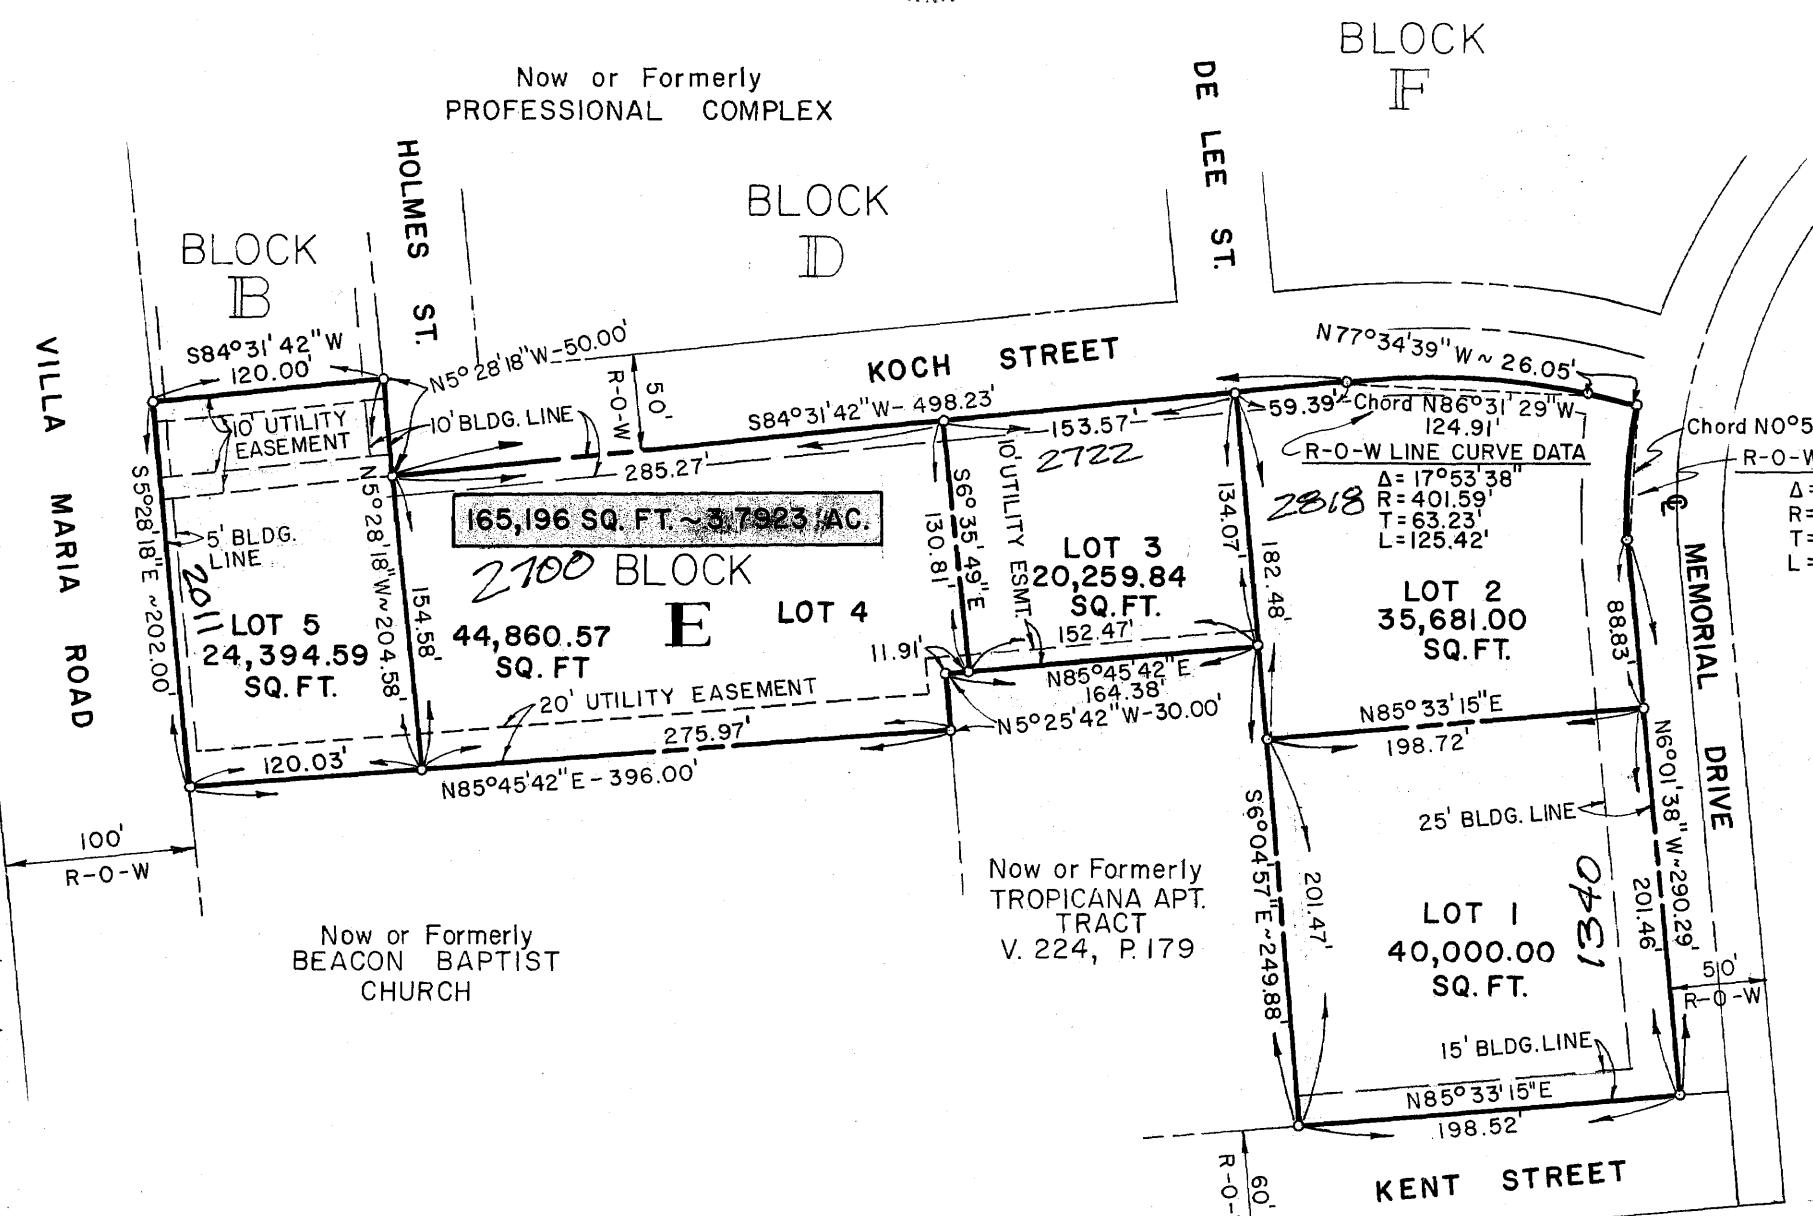 BLOCK
F
Now or Formerly
PROFESSIONAL COMPLEX
DE LEE ST.
HOLMES ST.
BLOCK
D
BLOCK
B
S84°31'42"W
120.00'
N5°28'18"W-50.00'
50'
R-O-W
KOCH STREET
N77°34'39"W~26.05'
VILLA MARIA ROAD
10' UTILITY
EASEMENT
10' BLDG. LINE
S84°31'42"W-498.23'
285.27'
153.57'
2722
59.39'
Chord N86°31'29"W
124.91'
R-O-W LINE CURVE DATA
Δ=17°53'38"
R=401.59'
T=63.23'
L=125.42'
2818
Chord N0°5
R-O-W
Δ=
R=
T=
L=
℄
MEMORIAL DRIVE
S5°28'18"E ~202.00'
5' BLDG.
LINE
2011
LOT 5
24,394.59
SQ. FT.
N5°28'18"W~204.58'
154.58'
165,196 SQ. FT.~3.7923 AC.
2700
BLOCK
E
LOT 4
44,860.57
SQ. FT
S6°35'49"E
130.81'
10' UTILITY ESMT.
LOT 3
20,259.84
SQ. FT.
134.07'
182.48'
LOT 2
35,681.00
SQ. FT.
88.83'
11.91'
152.47'
N85°45'42"E
164.38'
N5°25'42"W-30.00'
20' UTILITY EASEMENT
275.97'
120.03'
N85°45'42"E-396.00'
N85°33'15"E
198.72'
100'
R-O-W
S6°04'57"E~249.88'
201.47'
25' BLDG. LINE
N6°01'38"W~290.29'
201.46'
1840
LOT 1
40,000.00
SQ. FT.
Now or Formerly
TROPICANA APT.
TRACT
V. 224, P. 179
Now or Formerly
BEACON BAPTIST
CHURCH
50'
R-O-W
15' BLDG. LINE
N85°33'15"E
198.52'
60'
R-O-
KENT STREET